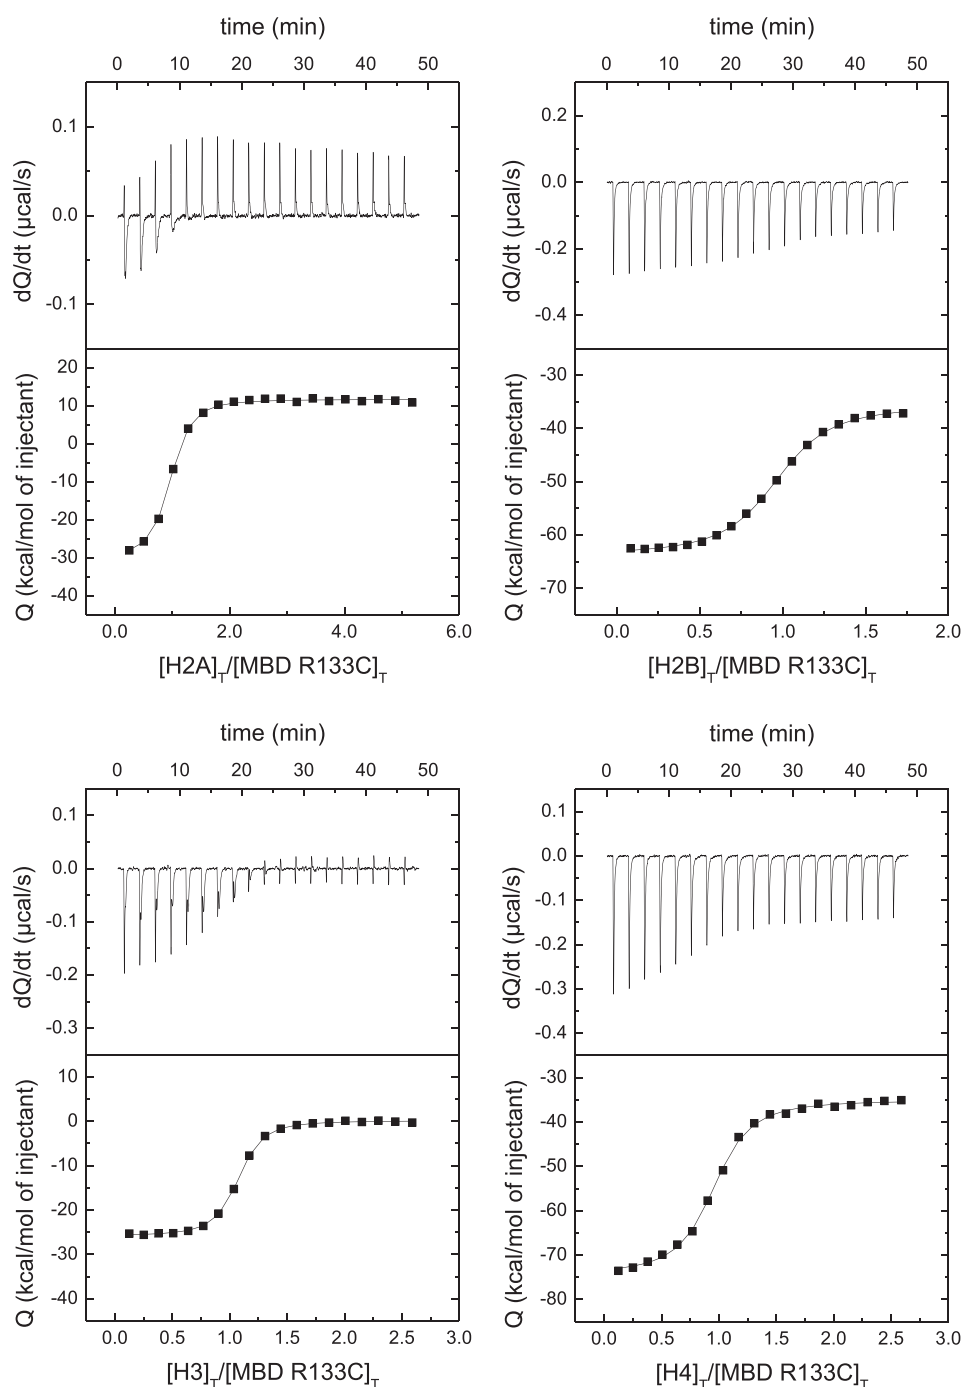 time (min)
0 10 20 30 40 50
0.1
0.0
-0.1
dQ/dt (µcal/s)
20
10
0
-10
-20
-30
-40
Q (kcal/mol of injectant)
0.0 2.0 4.0 6.0
[H2A]T/[MBD R133C]T
time (min)
0 10 20 30 40 50
0.2
0.0
-0.2
-0.4
dQ/dt (µcal/s)
-30
-40
-50
-60
-70
Q (kcal/mol of injectant)
0.0 0.5 1.0 1.5 2.0
[H2B]T/[MBD R133C]T
time (min)
0 10 20 30 40 50
0.1
0.0
-0.1
-0.2
-0.3
dQ/dt (µcal/s)
10
0
-10
-20
-30
-40
Q (kcal/mol of injectant)
0.0 0.5 1.0 1.5 2.0 2.5 3.0
[H3]T/[MBD R133C]T
time (min)
0 10 20 30 40 50
0.1
0.0
-0.1
-0.2
-0.3
-0.4
dQ/dt (µcal/s)
-30
-40
-50
-60
-70
-80
Q (kcal/mol of injectant)
0.0 0.5 1.0 1.5 2.0 2.5 3.0
[H4]T/[MBD R133C]T